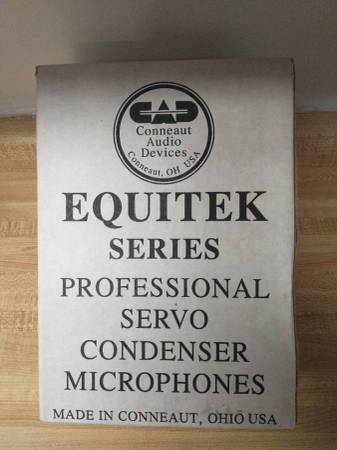 CAD
Conneaut
Audio
Devices
Conneaut, OH USA
EQUITEK
SERIES
PROFESSIONAL
SERVO
CONDENSER
MICROPHONES
MADE IN CONNEAUT, OHIO USA